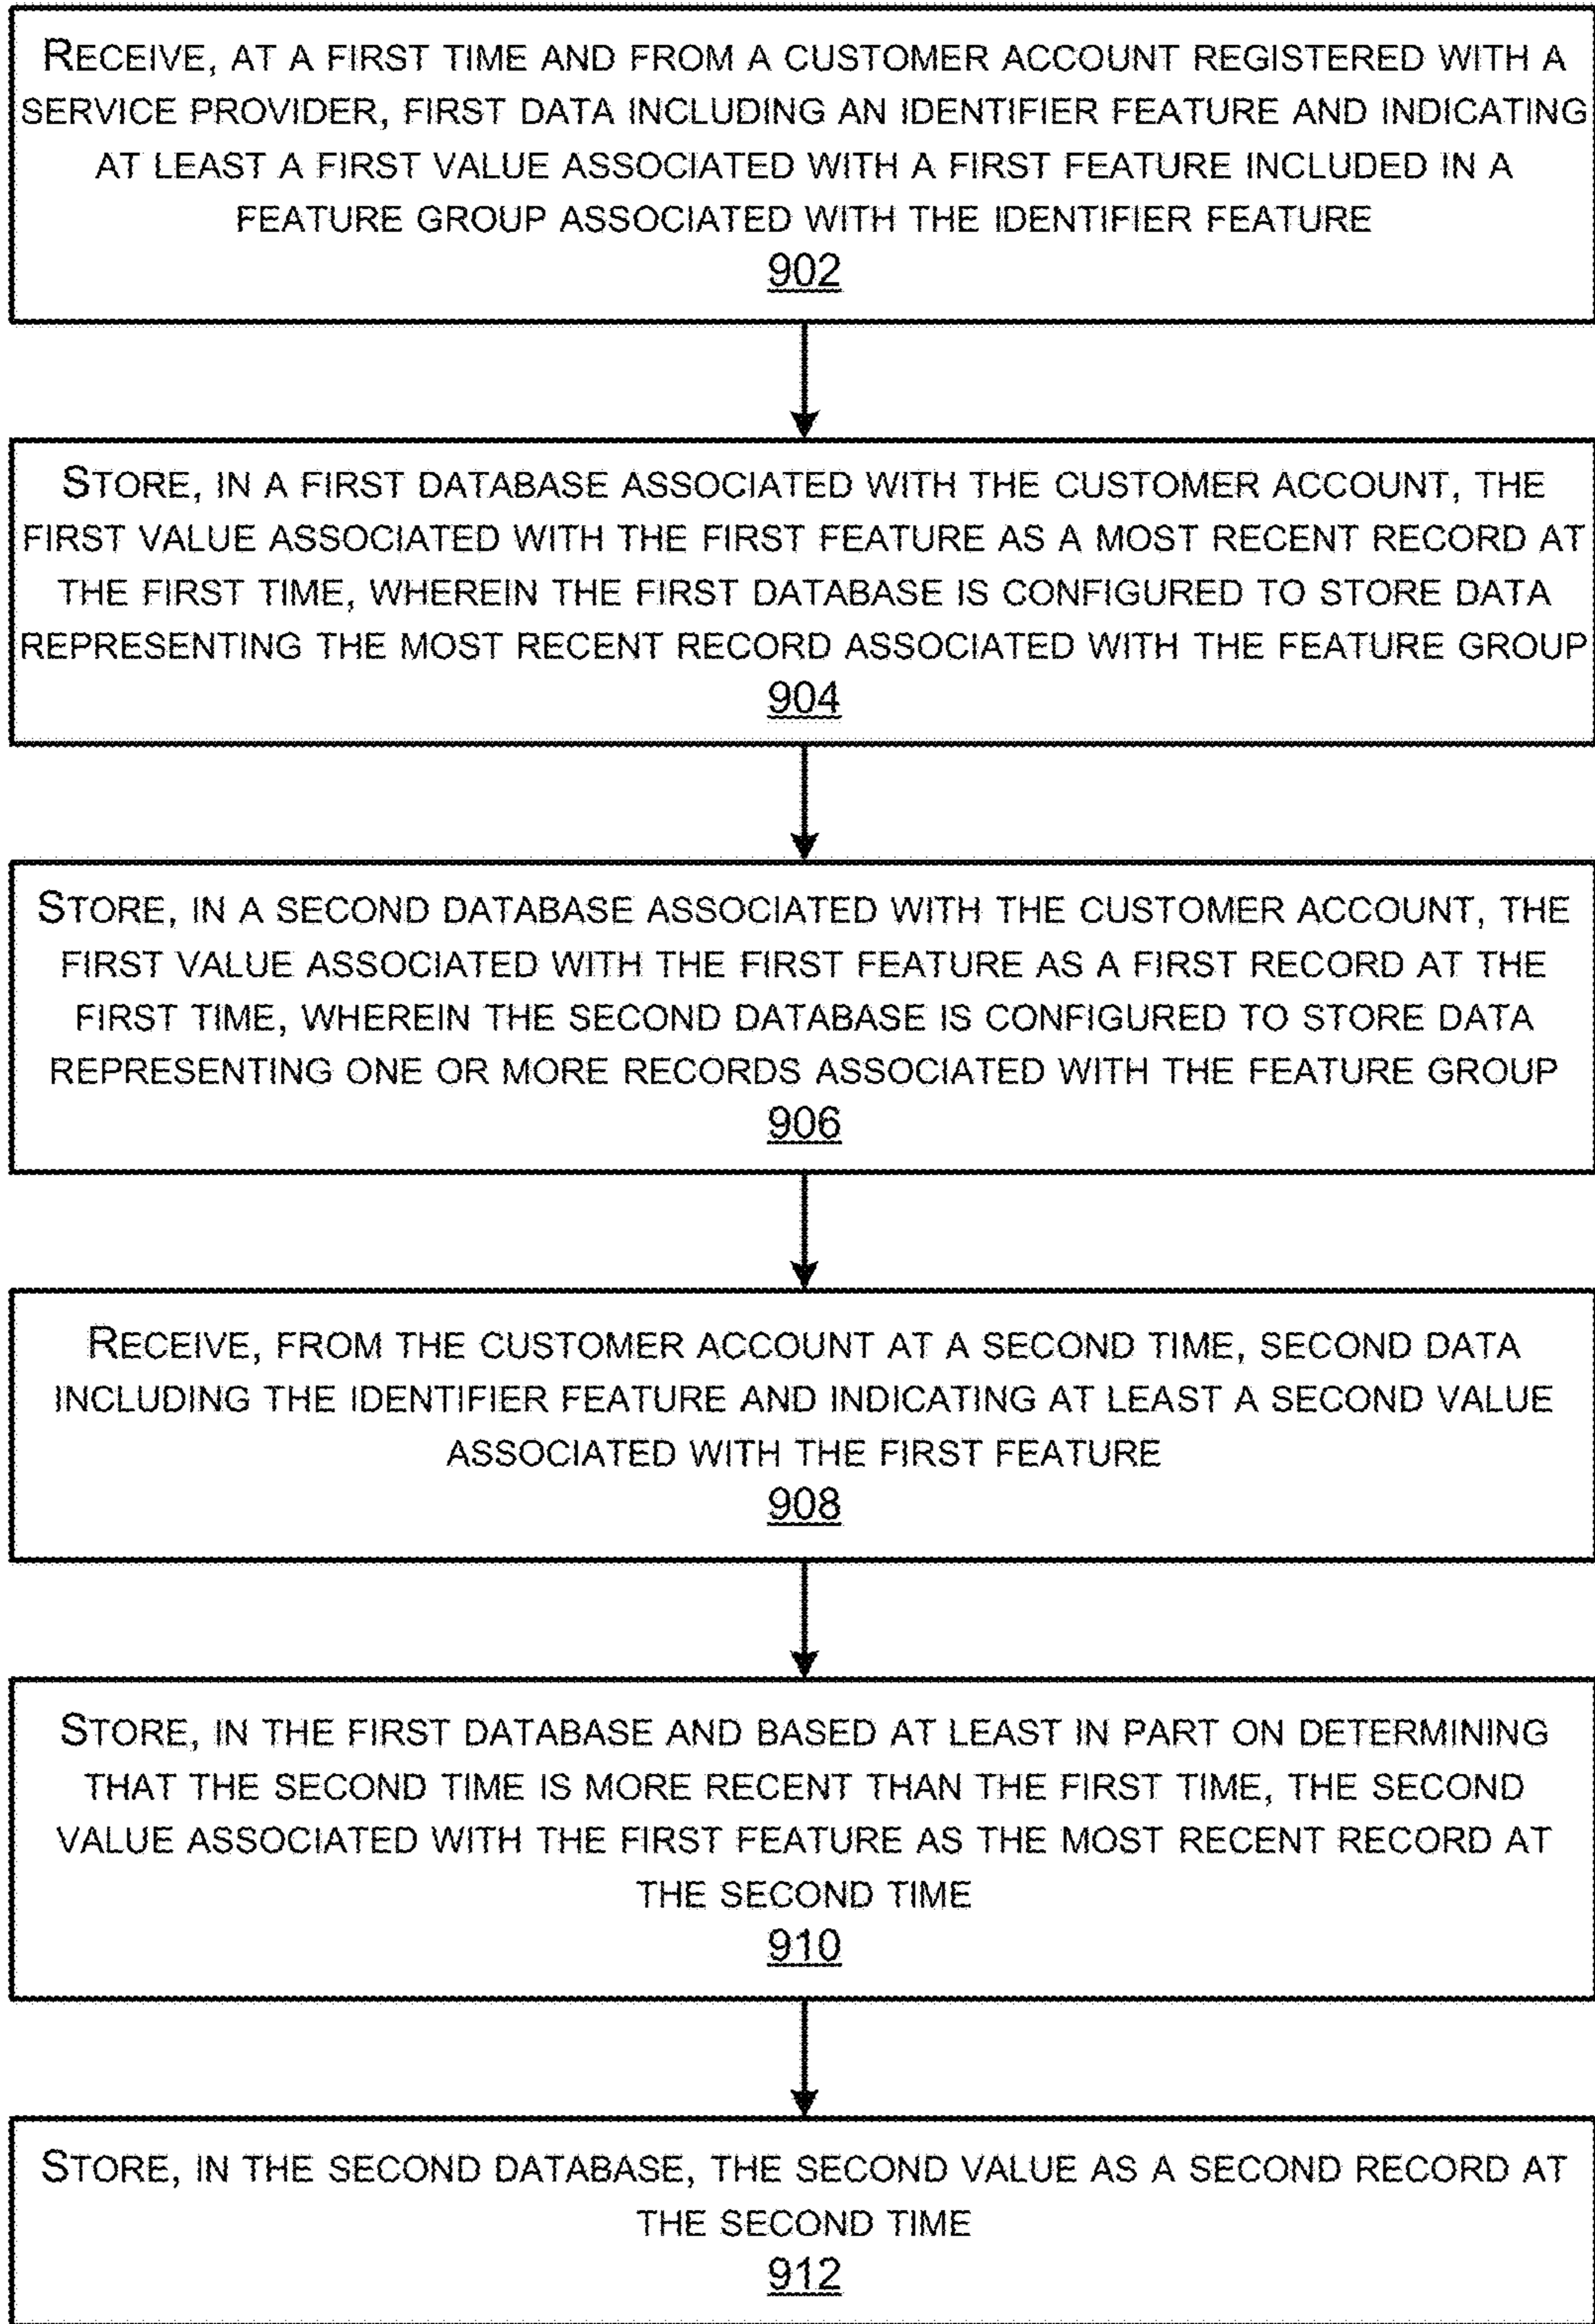 RECEIVE, AT A FIRST TIME AND FROM A CUSTOMER ACCOUNT REGISTERED WITH A
SERVICE PROVIDER, FIRST DATA INCLUDING AN IDENTIFIER FEATURE AND INDICATING
AT LEAST A FIRST VALUE ASSOCIATED WITH A FIRST FEATURE INCLUDED IN A
FEATURE GROUP ASSOCIATED WITH THE IDENTIFIER FEATURE
902
STORE, IN A FIRST DATABASE ASSOCIATED WITH THE CUSTOMER ACCOUNT, THE
FIRST VALUE ASSOCIATED WITH THE FIRST FEATURE AS A MOST RECENT RECORD AT
THE FIRST TIME, WHEREIN THE FIRST DATABASE IS CONFIGURED TO STORE DATA
REPRESENTING THE MOST RECENT RECORD ASSOCIATED WITH THE FEATURE GROUP
904
STORE, IN A SECOND DATABASE ASSOCIATED WITH THE CUSTOMER ACCOUNT, THE
FIRST VALUE ASSOCIATED WITH THE FIRST FEATURE AS A FIRST RECORD AT THE
FIRST TIME, WHEREIN THE SECOND DATABASE IS CONFIGURED TO STORE DATA
REPRESENTING ONE OR MORE RECORDS ASSOCIATED WITH THE FEATURE GROUP
906
RECEIVE, FROM THE CUSTOMER ACCOUNT AT A SECOND TIME, SECOND DATA
INCLUDING THE IDENTIFIER FEATURE AND INDICATING AT LEAST A SECOND VALUE
ASSOCIATED WITH THE FIRST FEATURE
908
STORE, IN THE FIRST DATABASE AND BASED AT LEAST IN PART ON DETERMINING
THAT THE SECOND TIME IS MORE RECENT THAN THE FIRST TIME, THE SECOND
VALUE ASSOCIATED WITH THE FIRST FEATURE AS THE MOST RECENT RECORD AT
THE SECOND TIME
910
STORE, IN THE SECOND DATABASE, THE SECOND VALUE AS A SECOND RECORD AT
THE SECOND TIME
912